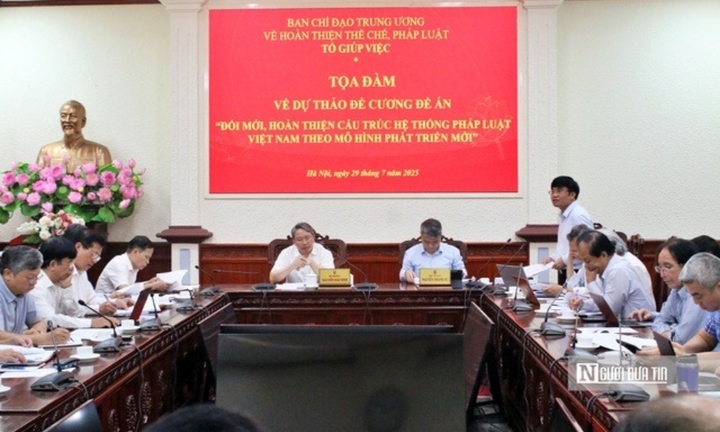 BAN CHỈ ĐẠO TRUNG ƯƠNG
VỀ HOÀN THIỆN THỂ CHẾ, PHÁP LUẬT
TỔ GIÚP VIỆC
*
TỌA ĐÀM
VỀ DỰ THẢO ĐỀ CƯƠNG ĐỀ ÁN
“ĐỔI MỚI, HOÀN THIỆN CẤU TRÚC HỆ THỐNG PHÁP LUẬT
VIỆT NAM THEO MÔ HÌNH PHÁT TRIỂN MỚI”
Hà Nội, ngày 29 tháng 7 năm 2025
NGƯỜI ĐƯA TIN